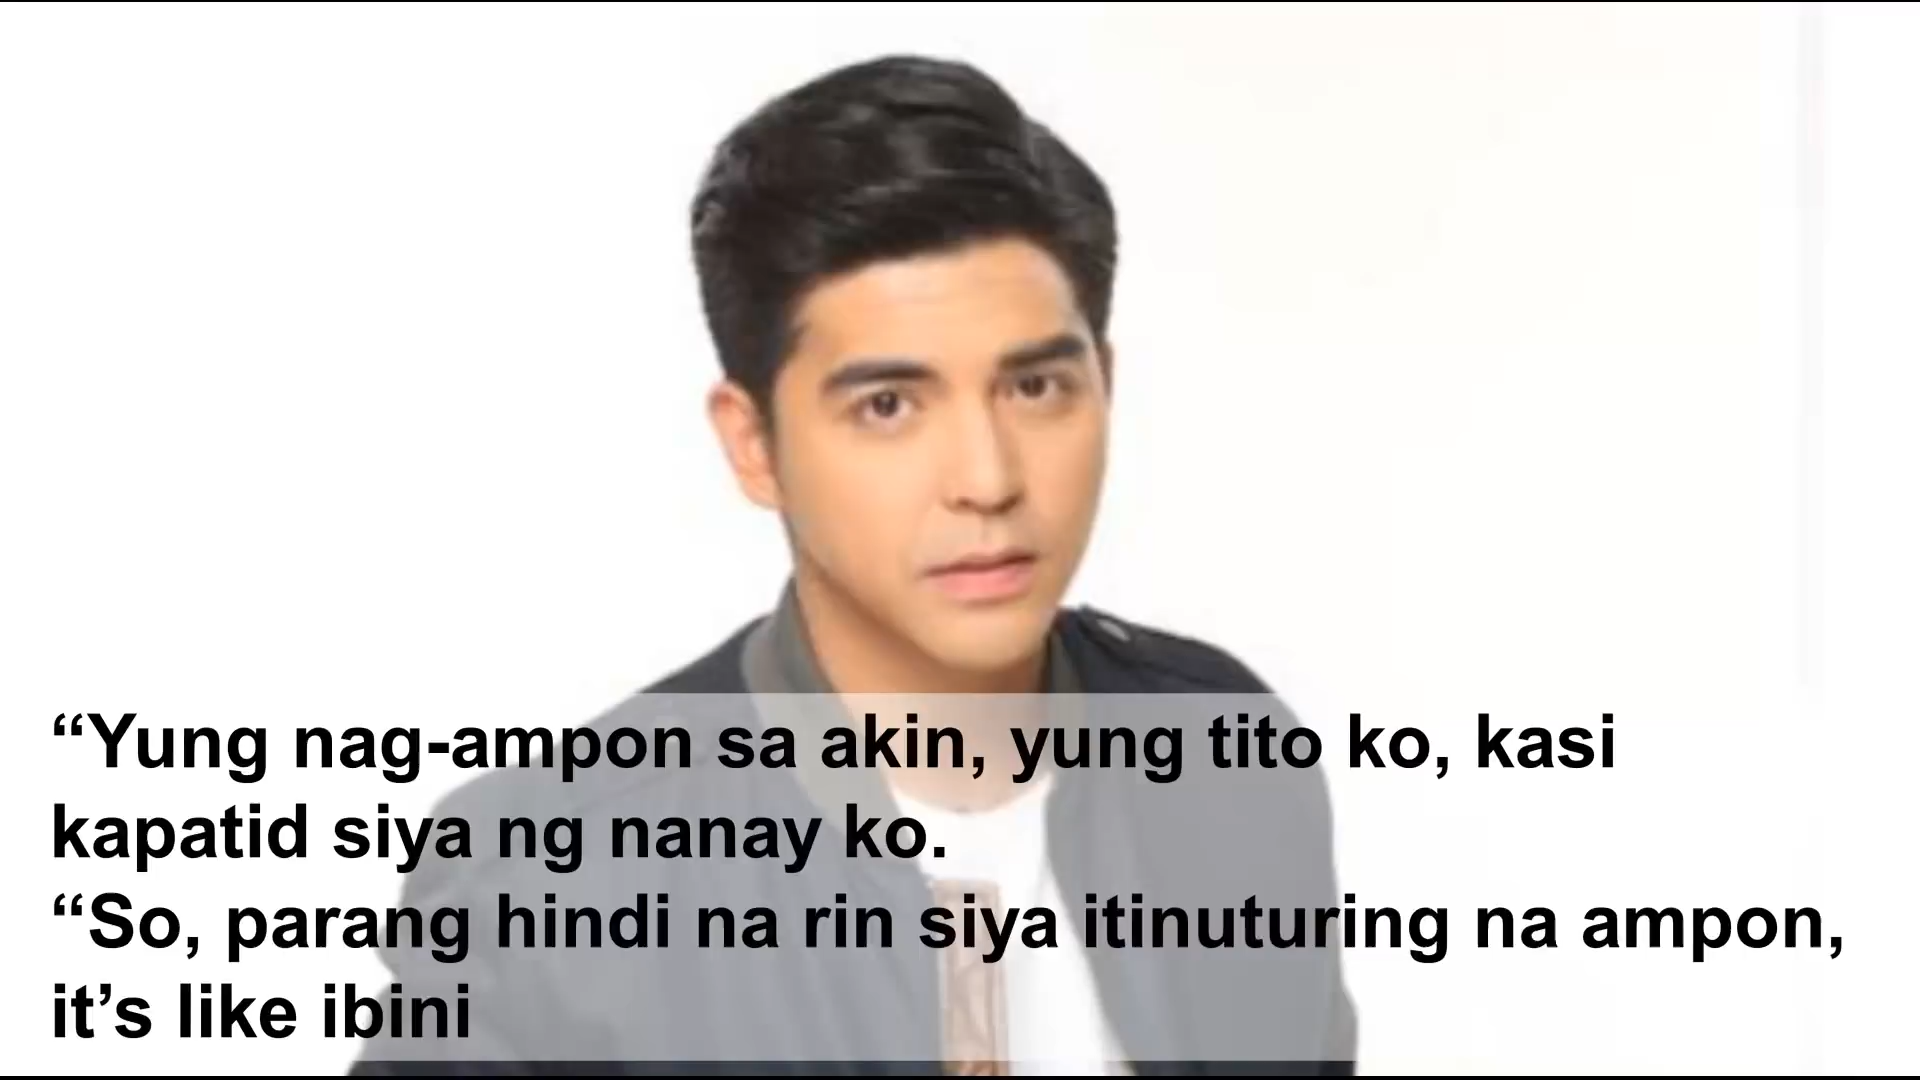 “Yung nag-ampon sa akin, yung tito ko, kasi
kapatid siya ng nanay ko.
“So, parang hindi na rin siya itinuturing na ampon,
it’s like ibini